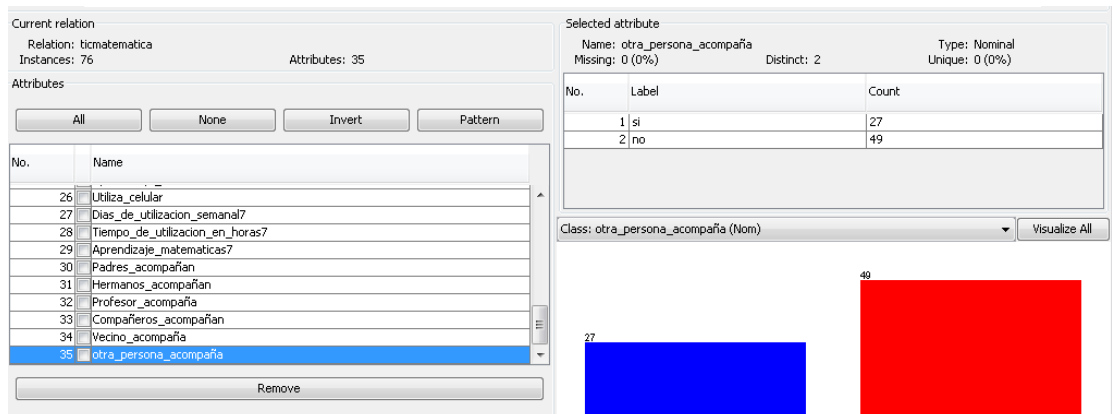 Current relation
Relation: ticmatematica
Instances: 76 Attributes: 35
Attributes
All None Invert Pattern
No. Name
26 Utiliza_celular
27 Dias_de_utilizacion_semanal7
28 Tiempo_de_utilizacion_en_horas7
29 Aprendizaje_matematicas7
30 Padres_acompañan
31 Hermanos_acompañan
32 Profesor_acompaña
33 Compañeros_acompañan
34 Vecino_acompaña
35 otra_persona_acompaña
Remove
Selected attribute
Name: otra_persona_acompaña Type: Nominal
Missing: 0 (0%) Distinct: 2 Unique: 0 (0%)
No. Label Count
1 si 27
2 no 49
Class: otra_persona_acompaña (Nom) Visualize All
49
27